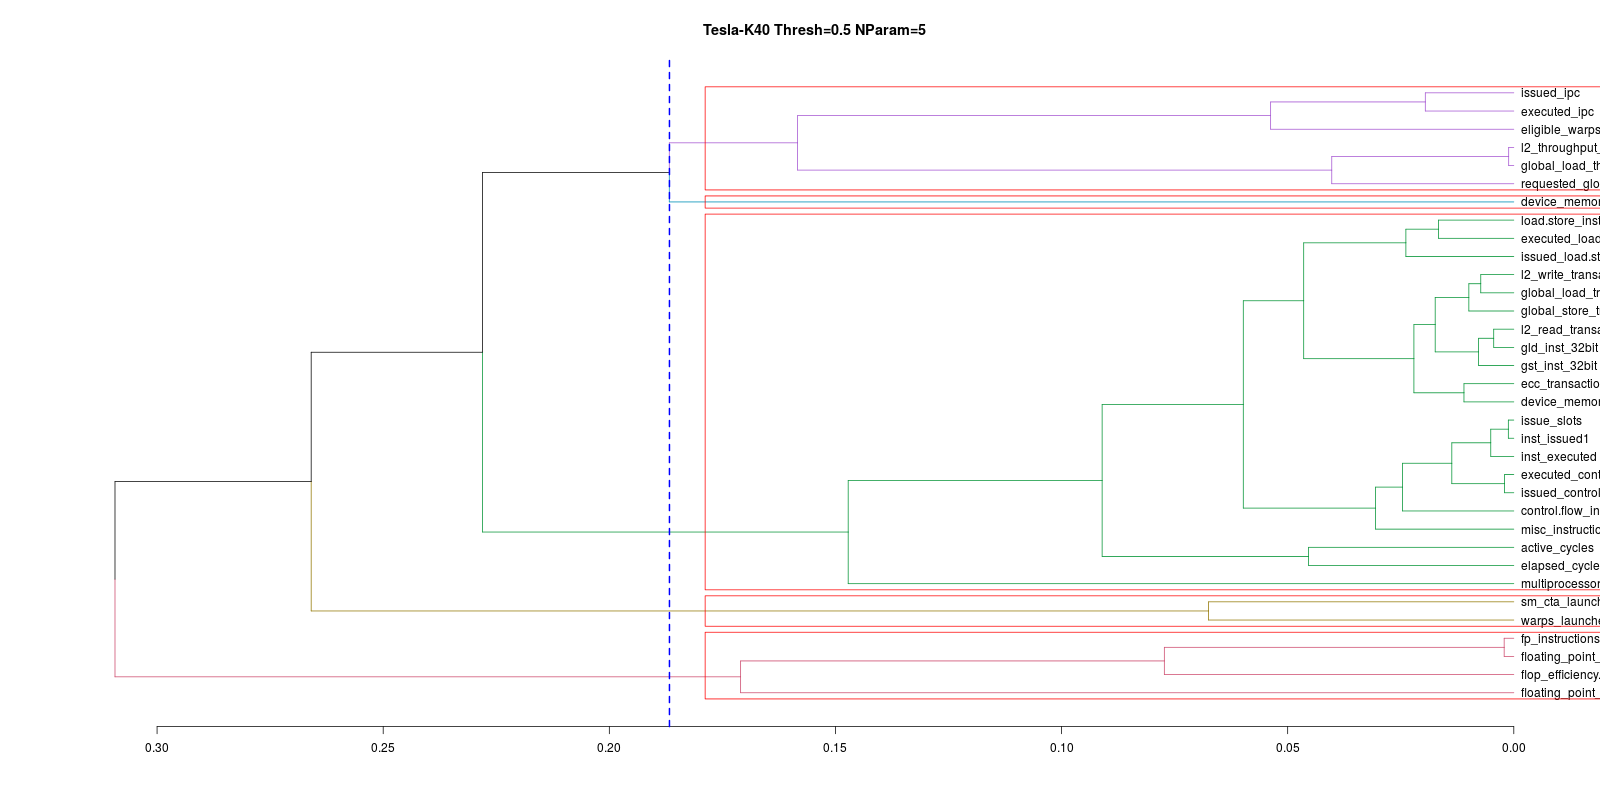 Tesla-K40 Thresh=0.5 NParam=5
issued_ipc
executed_ipc
eligible_warps
l2_throughput_
global_load_th
requested_glo
device_memor
load.store_inst
executed_load
issued_load.st
l2_write_transa
global_load_tr
global_store_t
l2_read_transa
gld_inst_32bit
gst_inst_32bit
ecc_transactio
device_memor
issue_slots
inst_issued1
inst_executed
executed_cont
issued_control
control.flow_in
misc_instructio
active_cycles
elapsed_cycle
multiprocessor
sm_cta_launch
warps_launche
fp_instructions
floating_point_
flop_efficiency.
floating_point_
0.30 0.25 0.20 0.15 0.10 0.05 0.00